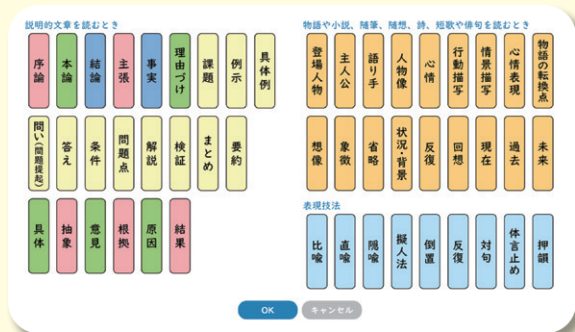 説明的文章を読むとき
序論
本論
結論
主張
事実
理由づけ
課題
例示
具体例
問い(問題提起)
答え
条件
問題点
解説
検証
まとめ
要約
具体
抽象
意見
根拠
原因
結果
物語や小説、随筆、随想、詩、短歌や俳句を読むとき
登場人物
主人公
語り手
人物像
心情
行動描写
情景描写
心情表現
物語の転換点
想像
象徴
省略
状況・背景
反復
回想
現在
過去
未来
表現技法
比喩
直喩
隠喩
擬人法
倒置
反復
対句
体言止め
押韻
OK
キャンセル